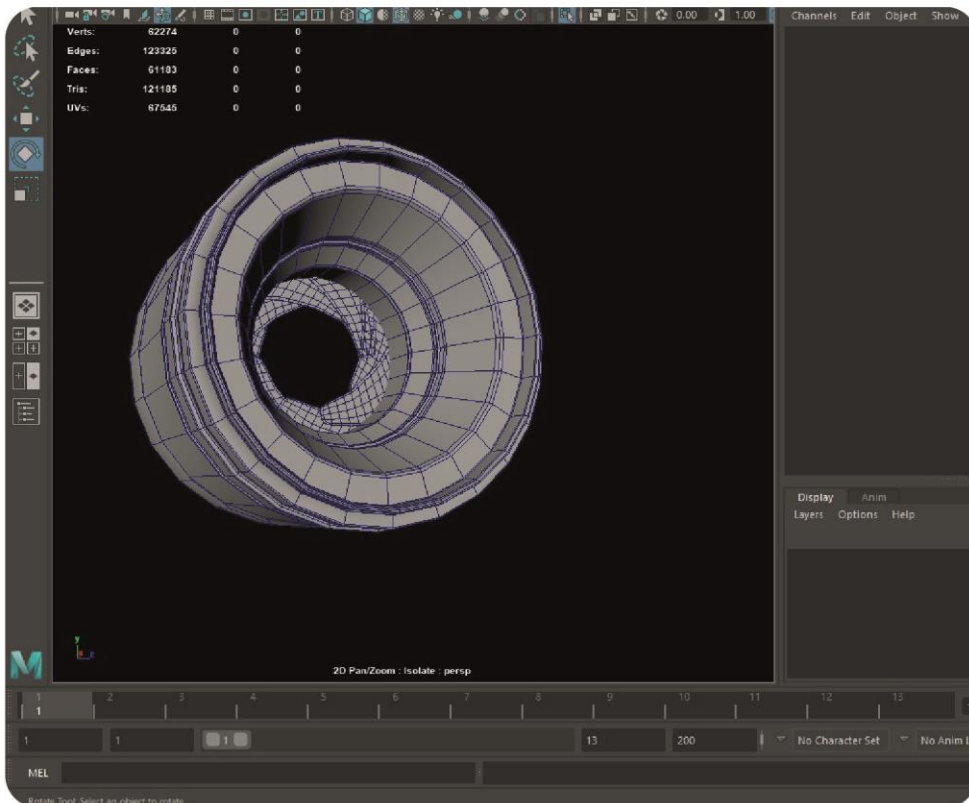 0.00 1.00
Channels Edit Object Show
Verts: 62274 0 0
Edges: 123325 0 0
Faces: 61183 0 0
Tris: 121185 0 0
UVs: 67545 0 0
Display Anim
Layers Options Help
y
2D Pan/Zoom : Isolate : persp
M
1 2 3 4 5 6 7 8 9 10 11 12 13
1
1 1 1 13 200 No Character Set No Anim L
MEL
Rotate Tool: Select an object to rotate